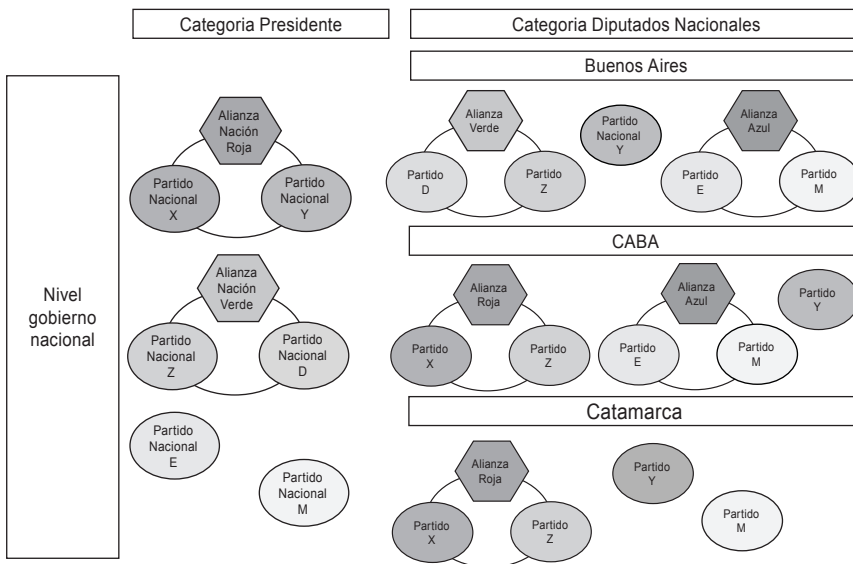 Categoria Presidente
Categoria Diputados Nacionales
Nivel
gobierno
nacional
Alianza
Nación
Roja
Partido
Nacional
X
Partido
Nacional
Y
Alianza
Nación
Verde
Partido
Nacional
Z
Partido
Nacional
D
Partido
Nacional
E
Partido
Nacional
M
Buenos Aires
Alianza
Verde
Partido
D
Partido
Z
Partido
Nacional
Y
Alianza
Azul
Partido
E
Partido
M
CABA
Alianza
Roja
Partido
X
Partido
Z
Alianza
Azul
Partido
E
Partido
M
Partido
Y
Catamarca
Alianza
Roja
Partido
X
Partido
Z
Partido
Y
Partido
M